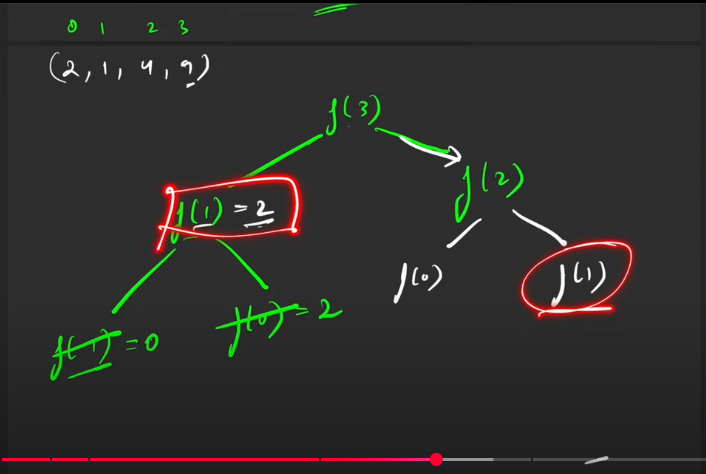 0 1 2 3
(2, 1, 4, 9)
f(3)
f(2)
f(1) = 2
f(0)
f(1)
f(0) = 2
f(-1) = 0